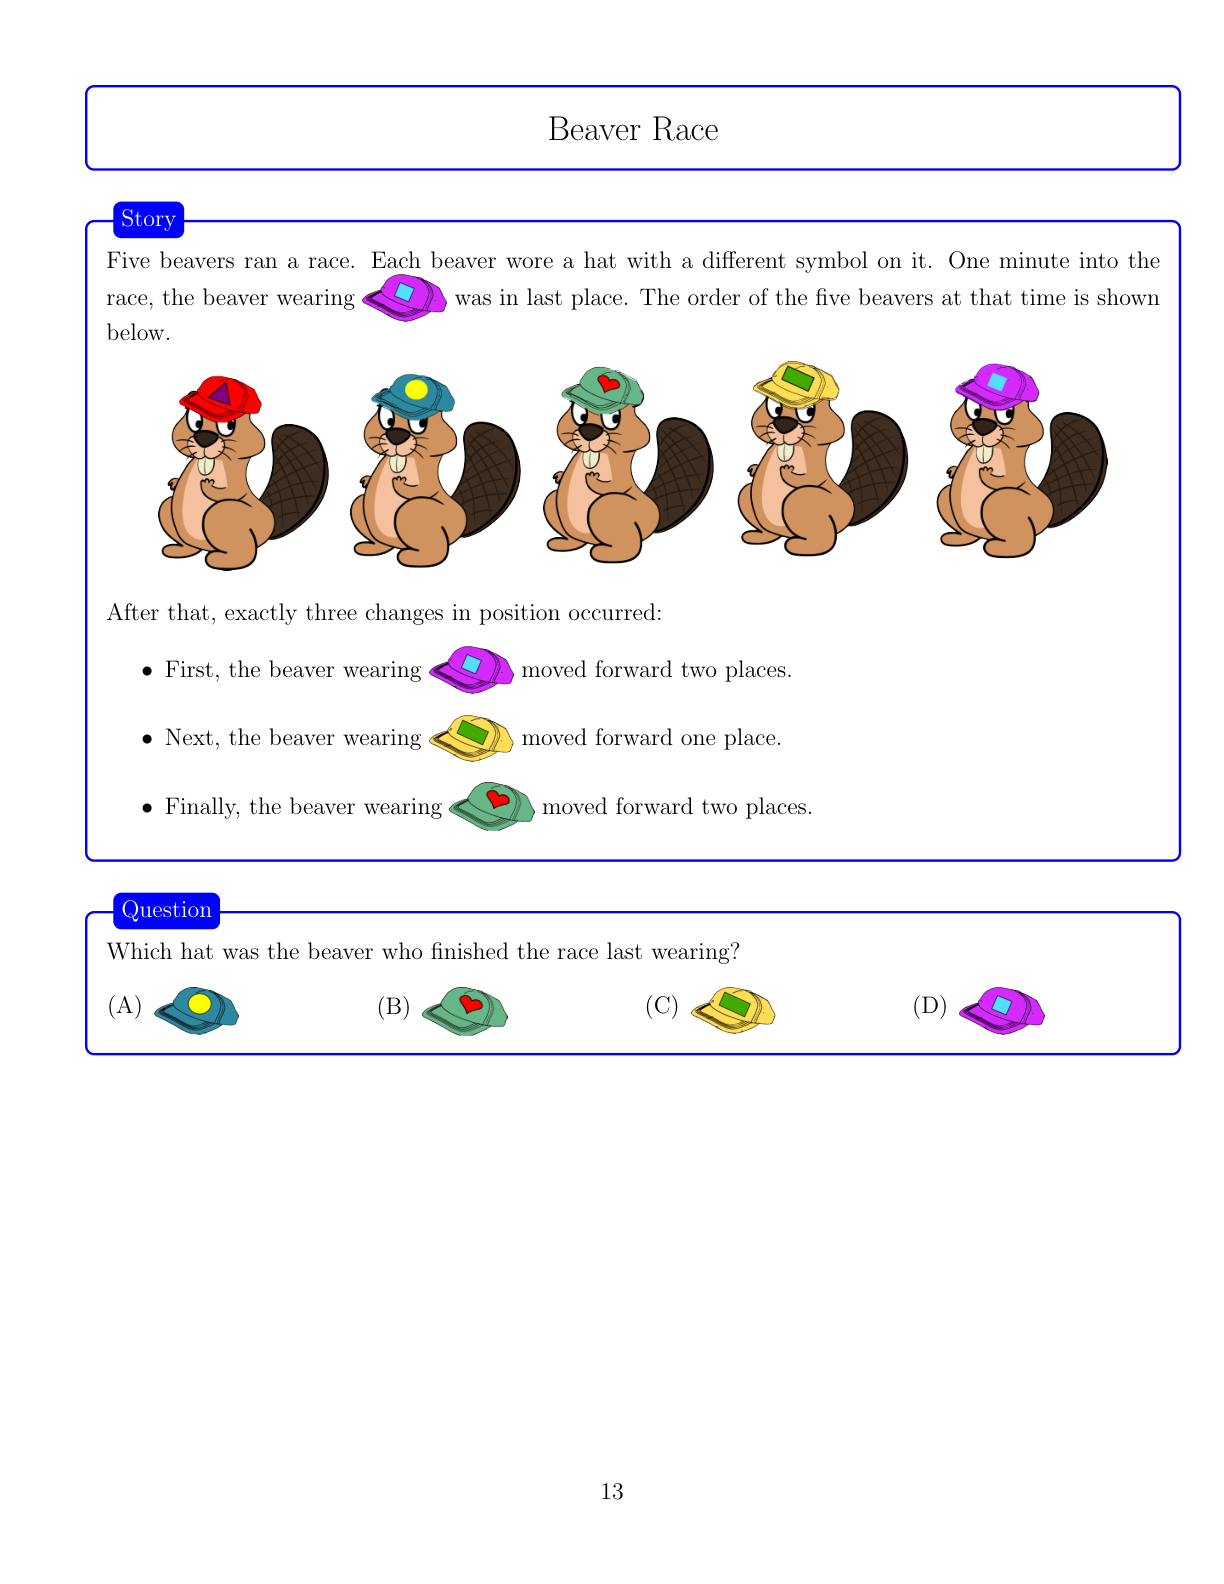 Beaver Race
Story
Five beavers ran a race. Each beaver wore a hat with a different symbol on it. One minute into the
race, the beaver wearing was in last place. The order of the five beavers at that time is shown
below.
After that, exactly three changes in position occurred:
• First, the beaver wearing moved forward two places.
• Next, the beaver wearing moved forward one place.
• Finally, the beaver wearing moved forward two places.
Question
Which hat was the beaver who finished the race last wearing?
(A) (B) (C) (D)
13